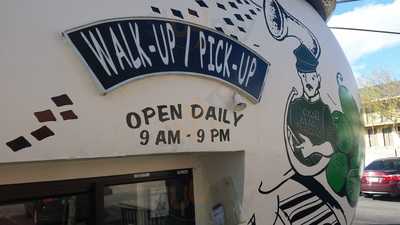 WALK-UP / PICK-UP
OPEN DAILY
9 AM - 9 PM